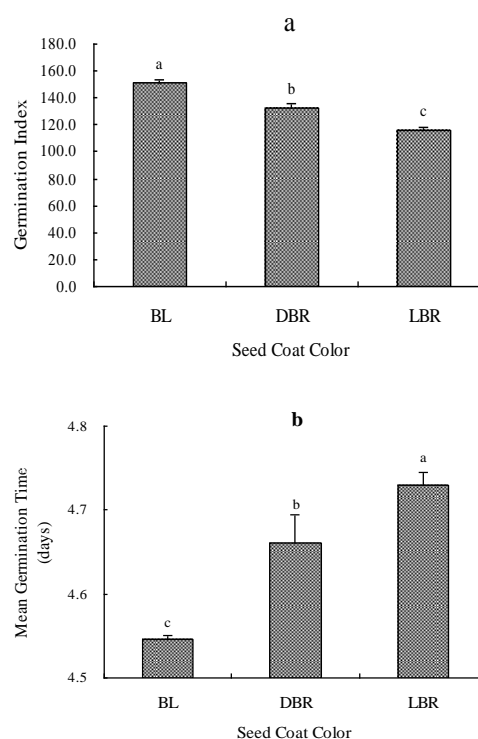 a
180.0
160.0
140.0
120.0
100.0
80.0
60.0
40.0
20.0
0.0
Germination Index
a
b
c
BL DBR LBR
Seed Coat Color
b
4.8
4.7
4.6
4.5
Mean Germination Time
(days)
c
b
a
BL DBR LBR
Seed Coat Color